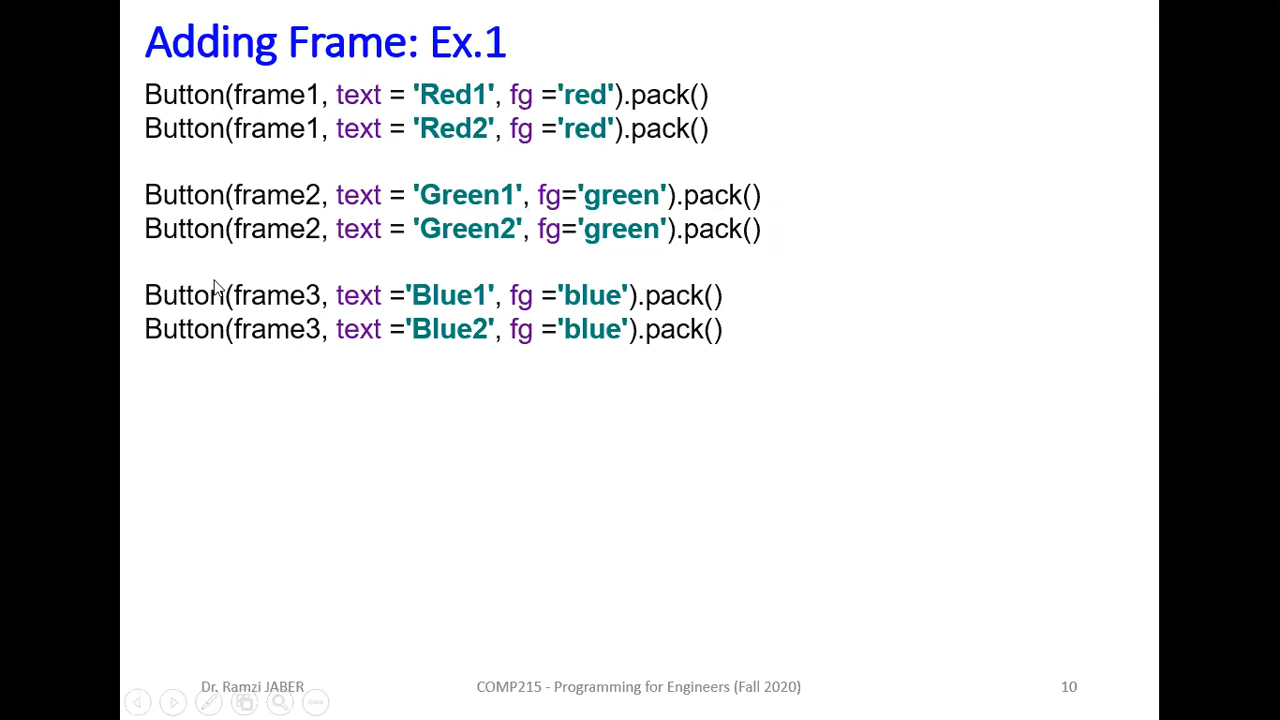 Adding Frame: Ex.1
Button(frame1, text = 'Red1', fg ='red').pack()
Button(frame1, text = 'Red2', fg ='red').pack()
Button(frame2, text = 'Green1', fg='green').pack()
Button(frame2, text = 'Green2', fg='green').pack()
Button(frame3, text ='Blue1', fg ='blue').pack()
Button(frame3, text ='Blue2', fg ='blue').pack()
Dr. Ramzi JABER COMP215 - Programming for Engineers (Fall 2020) 10